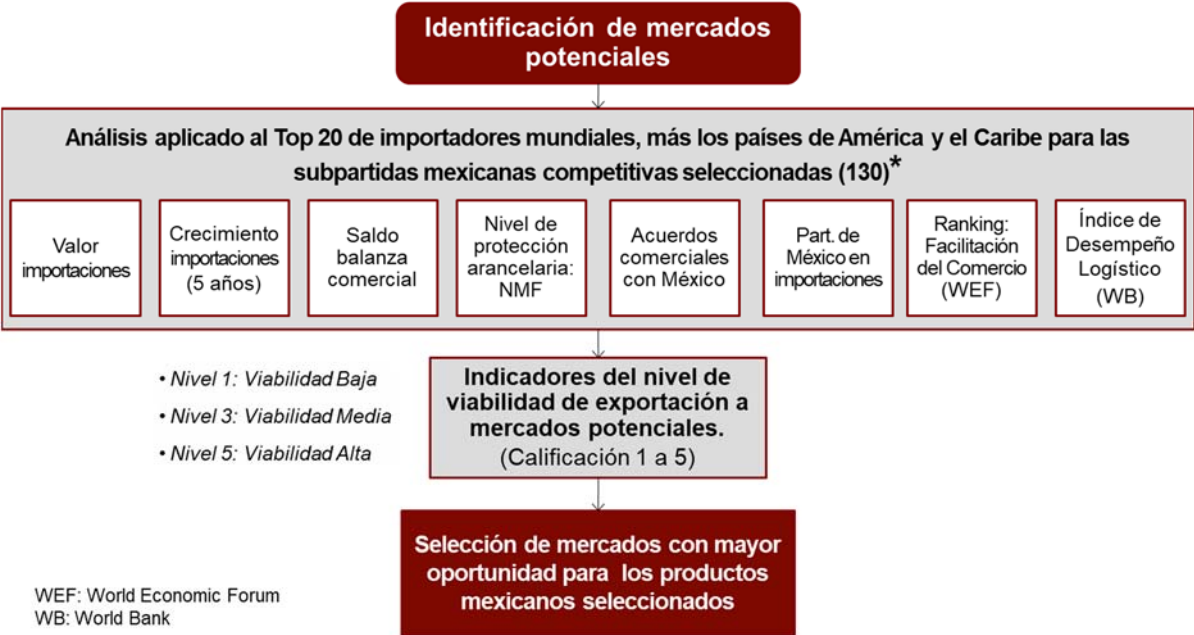 Identificación de mercados
potenciales
Análisis aplicado al Top 20 de importadores mundiales, más los países de América y el Caribe para las
subpartidas mexicanas competitivas seleccionadas (130)*
Valor
importaciones
Crecimiento
importaciones
(5 años)
Saldo
balanza
comercial
Nivel de
protección
arancelaria:
NMF
Acuerdos
comerciales
con México
Part. de
México en
importaciones
Ranking:
Facilitación
del Comercio
(WEF)
Índice de
Desempeño
Logístico
(WB)
• Nivel 1: Viabilidad Baja
• Nivel 3: Viabilidad Media
• Nivel 5: Viabilidad Alta
Indicadores del nivel de
viabilidad de exportación a
mercados potenciales.
(Calificación 1 a 5)
Selección de mercados con mayor
oportunidad para los productos
mexicanos seleccionados
WEF: World Economic Forum
WB: World Bank